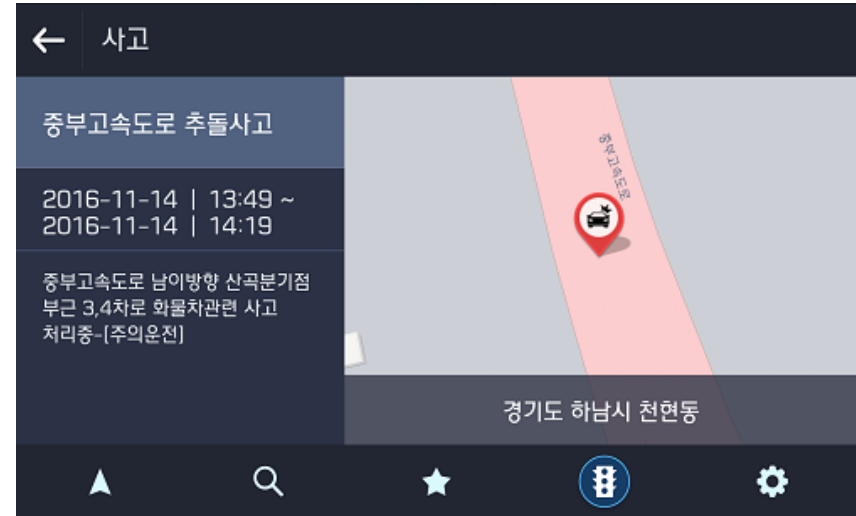 사고
중부고속도로 추돌사고
2016-11-14 | 13:49 ~
2016-11-14 | 14:19
중부고속도로 남이방향 산곡분기점
부근 3,4차로 화물차관련 사고
처리중-[주의운전]
중부고속도로
경기도 하남시 천현동